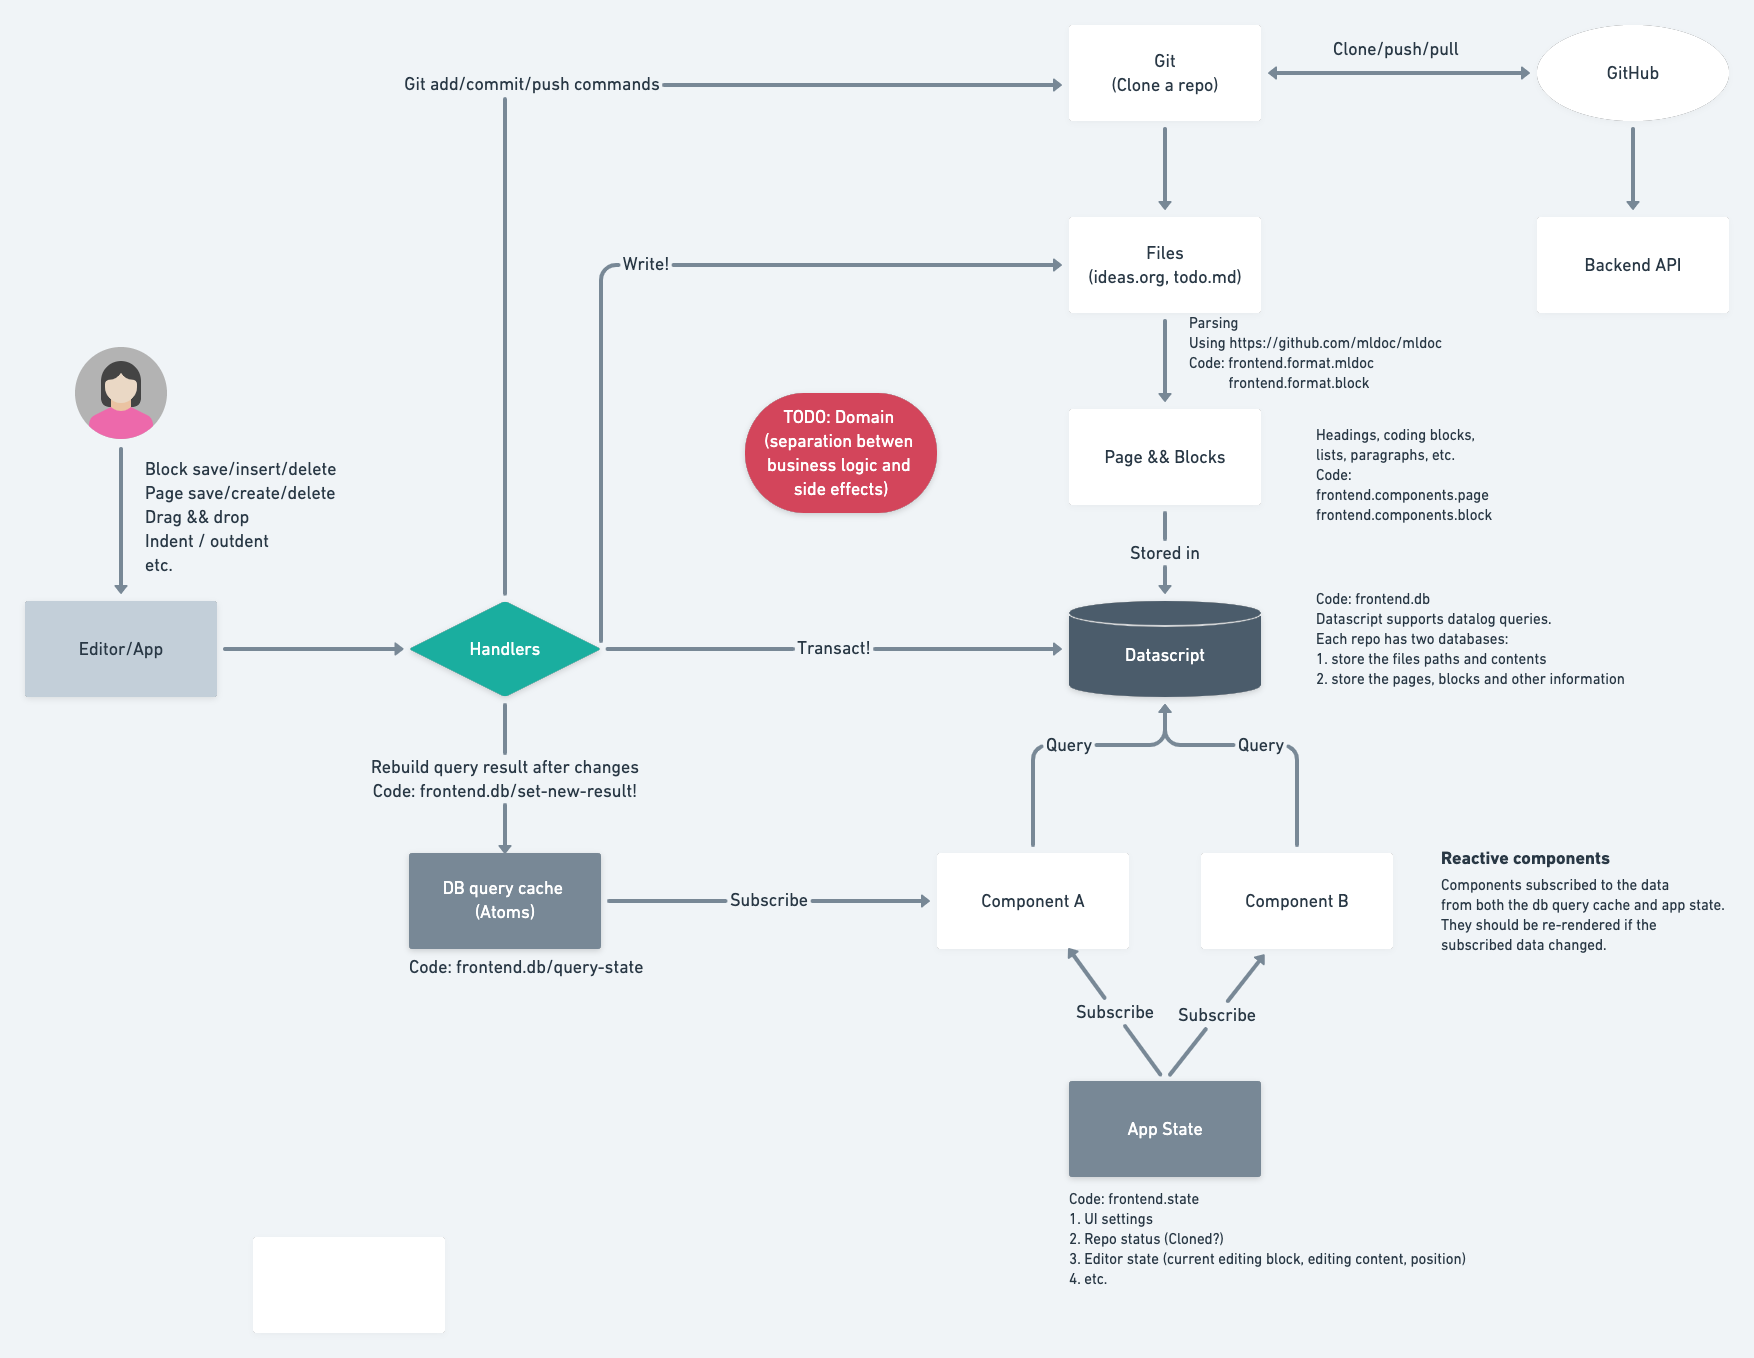 Git
(Clone a repo)
Clone/push/pull
GitHub
Git add/commit/push commands
Files
(ideas.org, todo.md)
Backend API
Write!
Parsing
Using https://github.com/mldoc/mldoc
Code: frontend.format.mldoc
frontend.format.block
TODO: Domain
(separation betwen
business logic and
side effects)
Page && Blocks
Headings, coding blocks,
lists, paragraphs, etc.
Code:
frontend.components.page
frontend.components.block
Block save/insert/delete
Page save/create/delete
Drag && drop
Indent / outdent
etc.
Stored in
Editor/App
Handlers
Transact!
Datascript
Code: frontend.db
Datascript supports datalog queries.
Each repo has two databases:
1. store the files paths and contents
2. store the pages, blocks and other information
Query
Query
Rebuild query result after changes
Code: frontend.db/set-new-result!
DB query cache
(Atoms)
Subscribe
Component A
Component B
Reactive components
Components subscribed to the data
from both the db query cache and app state.
They should be re-rendered if the
subscribed data changed.
Code: frontend.db/query-state
Subscribe
Subscribe
App State
Code: frontend.state
1. UI settings
2. Repo status (Cloned?)
3. Editor state (current editing block, editing content, position)
4. etc.